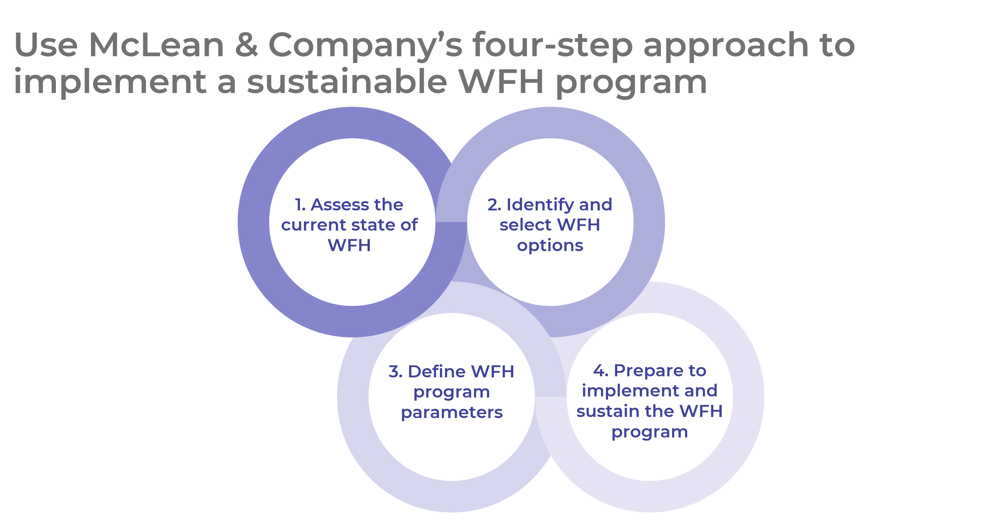 Use McLean & Company’s four-step approach to
implement a sustainable WFH program
1. Assess the
current state of
WFH
2. Identify and
select WFH
options
3. Define WFH
program
parameters
4. Prepare to
implement and
sustain the WFH
program